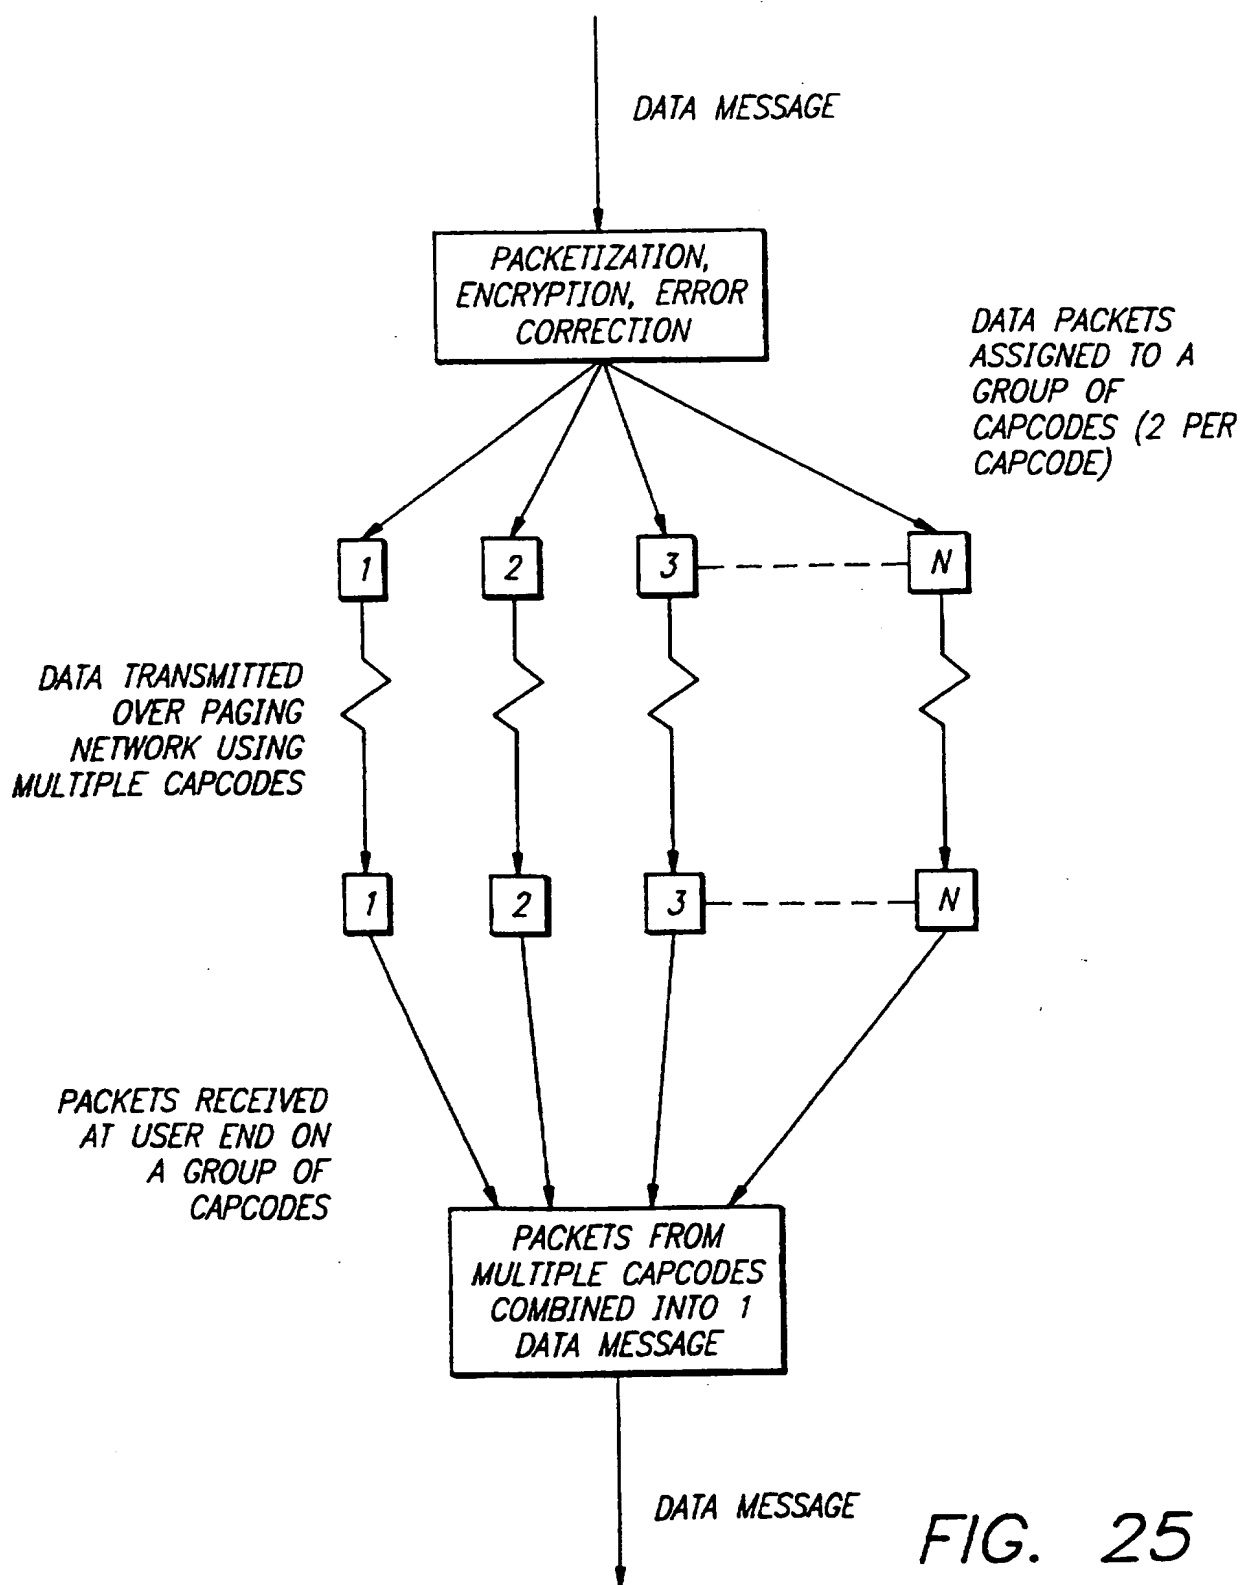 DATA MESSAGE
PACKETIZATION,
ENCRYPTION, ERROR
CORRECTION
DATA PACKETS
ASSIGNED TO A
GROUP OF
CAPCODES (2 PER
CAPCODE)
1
2
3
N
DATA TRANSMITTED
OVER PAGING
NETWORK USING
MULTIPLE CAPCODES
1
2
3
N
PACKETS RECEIVED
AT USER END ON
A GROUP OF
CAPCODES
PACKETS FROM
MULTIPLE CAPCODES
COMBINED INTO 1
DATA MESSAGE
DATA MESSAGE
FIG. 25